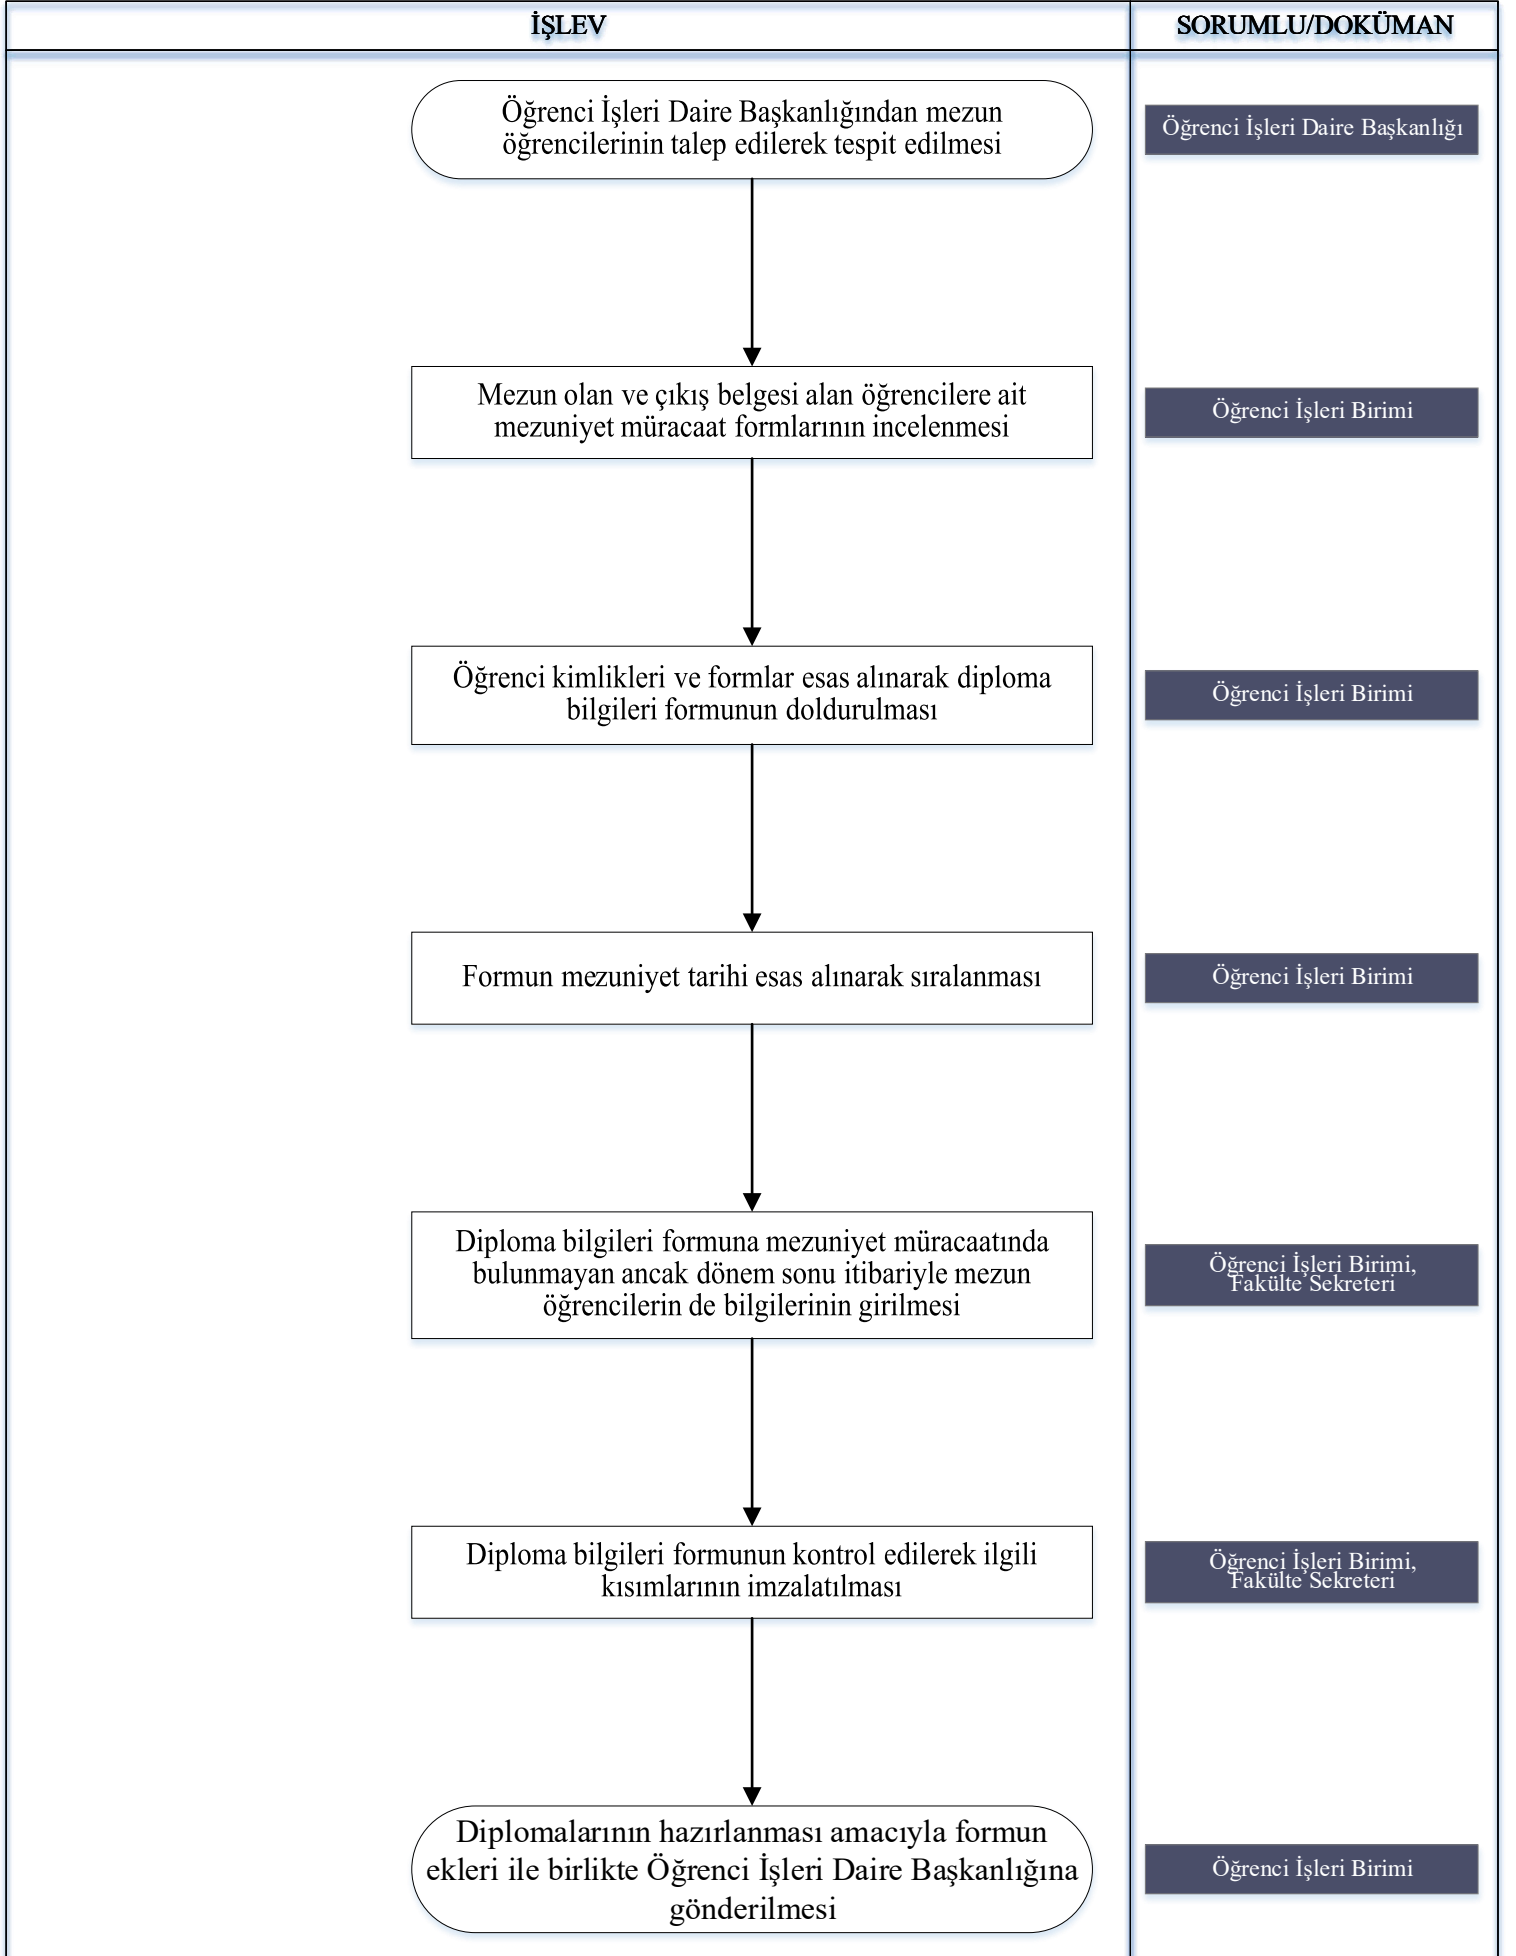 İŞLEV
SORUMLU/DOKÜMAN
Öğrenci İşleri Daire Başkanlığından mezun
öğrencilerinin talep edilerek tespit edilmesi
Öğrenci İşleri Daire Başkanlığı
Mezun olan ve çıkış belgesi alan öğrencilere ait
mezuniyet müracaat formlarının incelenmesi
Öğrenci İşleri Birimi
Öğrenci kimlikleri ve formlar esas alınarak diploma
bilgileri formunun doldurulması
Öğrenci İşleri Birimi
Formun mezuniyet tarihi esas alınarak sıralanması
Öğrenci İşleri Birimi
Diploma bilgileri formuna mezuniyet müracaatında
bulunmayan ancak dönem sonu itibariyle mezun
öğrencilerin de bilgilerinin girilmesi
Öğrenci İşleri Birimi,
Fakülte Sekreteri
Diploma bilgileri formunun kontrol edilerek ilgili
kısımlarının imzalatılması
Öğrenci İşleri Birimi,
Fakülte Sekreteri
Diplomalarının hazırlanması amacıyla formun
ekleri ile birlikte Öğrenci İşleri Daire Başkanlığına
gönderilmesi
Öğrenci İşleri Birimi